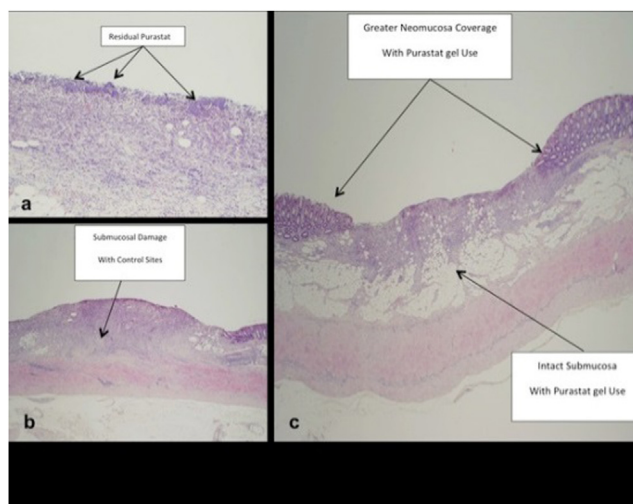 Residual Purastat
a
Submucosal Damage
With Control Sites
b
Greater Neomucosa Coverage
With Purastat gel Use
Intact Submucosa
With Purastat gel Use
c